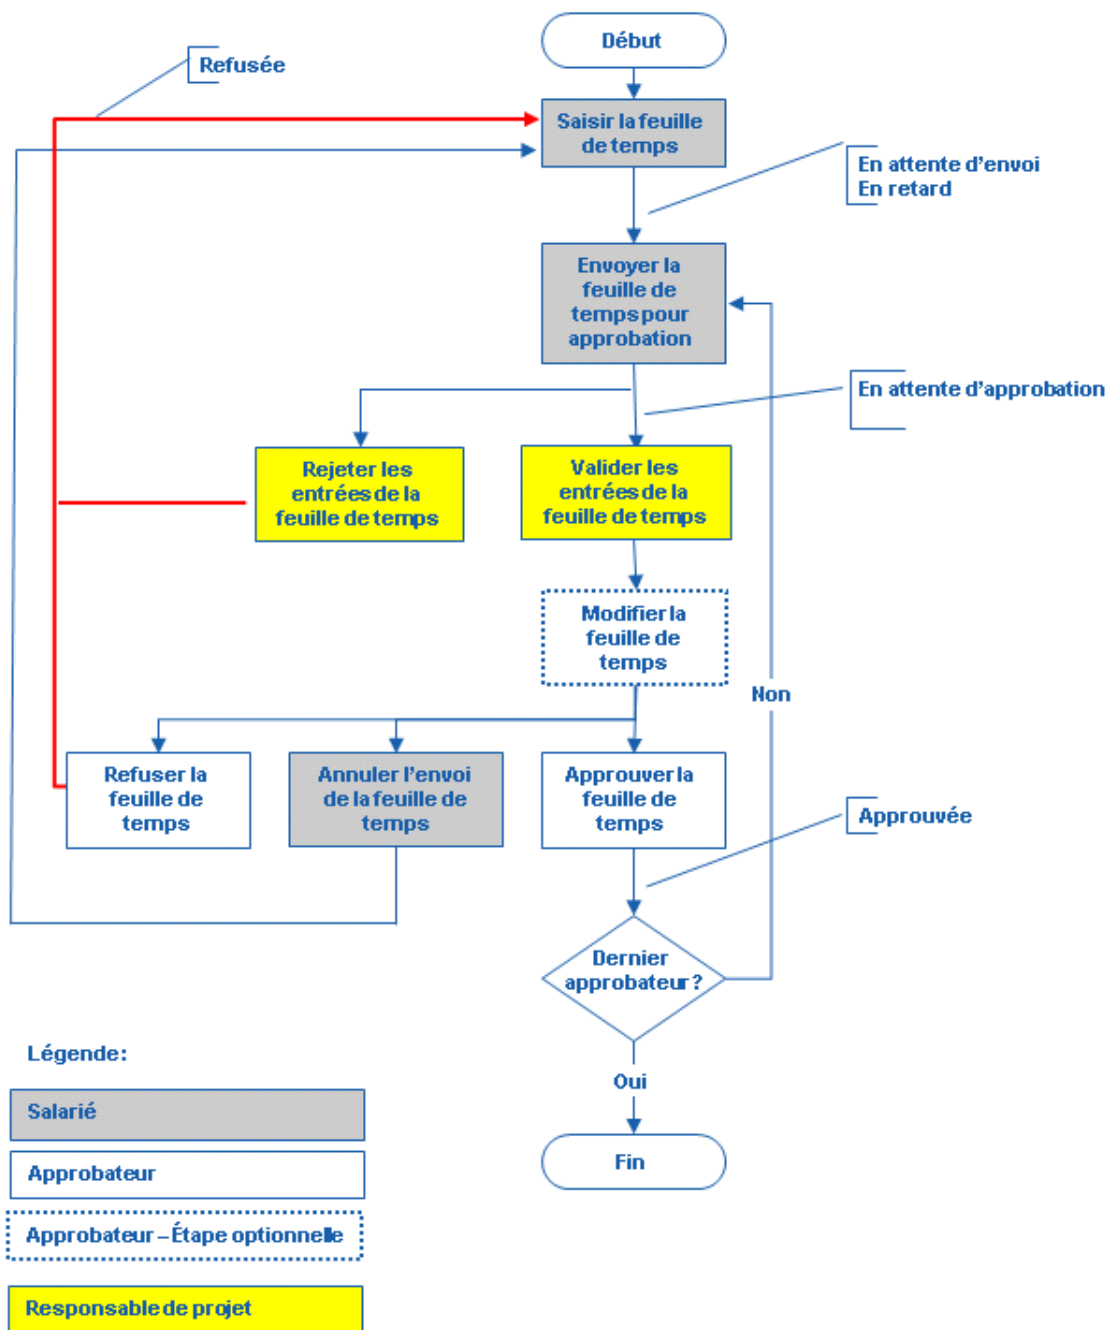 Début
Refusée
Saisir la feuille
de temps
En attente d'envoi
En retard
Envoyer la
feuille de
temps pour
approbation
En attente d'approbation
Rejeter les
entrées de la
feuille de temps
Valider les
entrées de la
feuille de temps
Modifier la
feuille de
temps
Non
Refuser la
feuille de
temps
Annuler l'envoi
de la feuille de
temps
Approuver la
feuille de
temps
Approuvée
Dernier
approbateur ?
Oui
Fin
Légende:
Salarié
Approbateur
Approbateur – Étape optionnelle
Responsable de projet